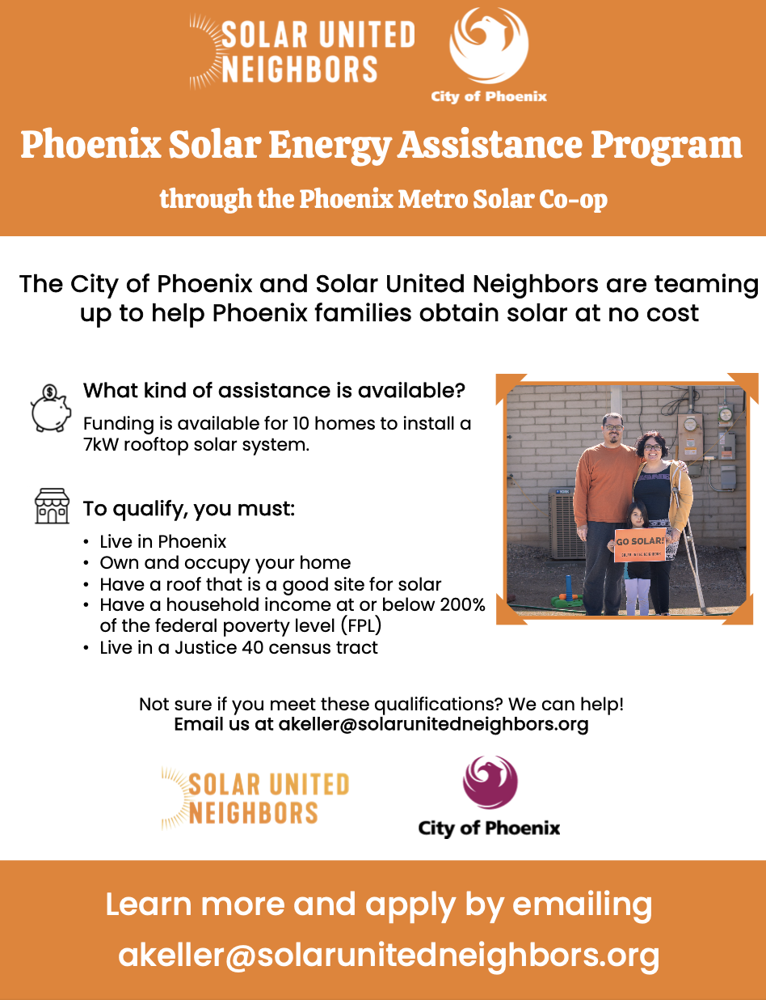 SOLAR UNITED
NEIGHBORS
City of Phoenix
Phoenix Solar Energy Assistance Program
through the Phoenix Metro Solar Co-op
The City of Phoenix and Solar United Neighbors are teaming
up to help Phoenix families obtain solar at no cost
What kind of assistance is available?
Funding is available for 10 homes to install a
7kW rooftop solar system.
To qualify, you must:
• Live in Phoenix
• Own and occupy your home
• Have a roof that is a good site for solar
• Have a household income at or below 200%
of the federal poverty level (FPL)
• Live in a Justice 40 census tract
GO SOLAR!
SOLAR UNITED NEIGHBORS
Not sure if you meet these qualifications? We can help!
Email us at akeller@solarunitedneighbors.org
SOLAR UNITED
NEIGHBORS
City of Phoenix
Learn more and apply by emailing
akeller@solarunitedneighbors.org